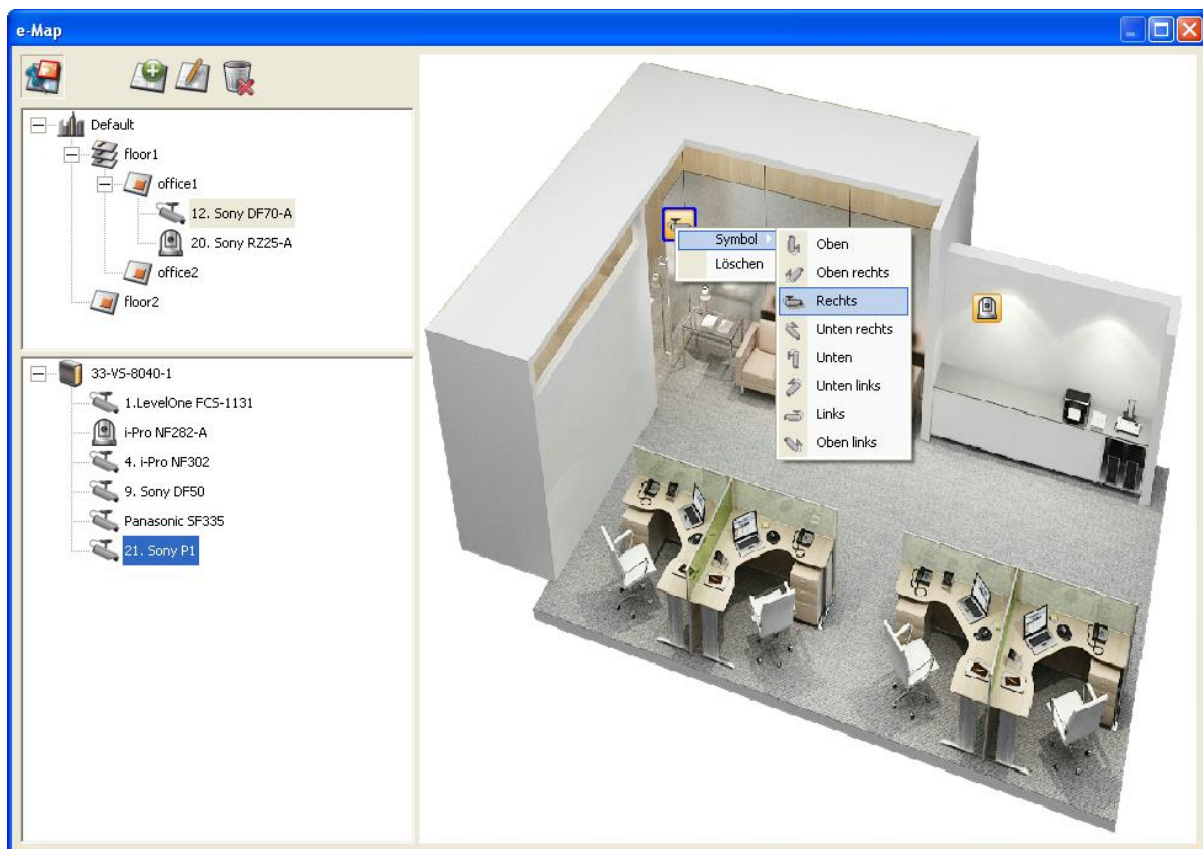 e-Map
Default
floor1
office1
12. Sony DF70-A
20. Sony RZ25-A
office2
floor2
33-VS-8040-1
1.LevelOne FCS-1131
i-Pro NF282-A
4. i-Pro NF302
9. Sony DF50
Panasonic SF335
21. Sony P1
Symbol
Löschen
Oben
Oben rechts
Rechts
Unten rechts
Unten
Unten links
Links
Oben links